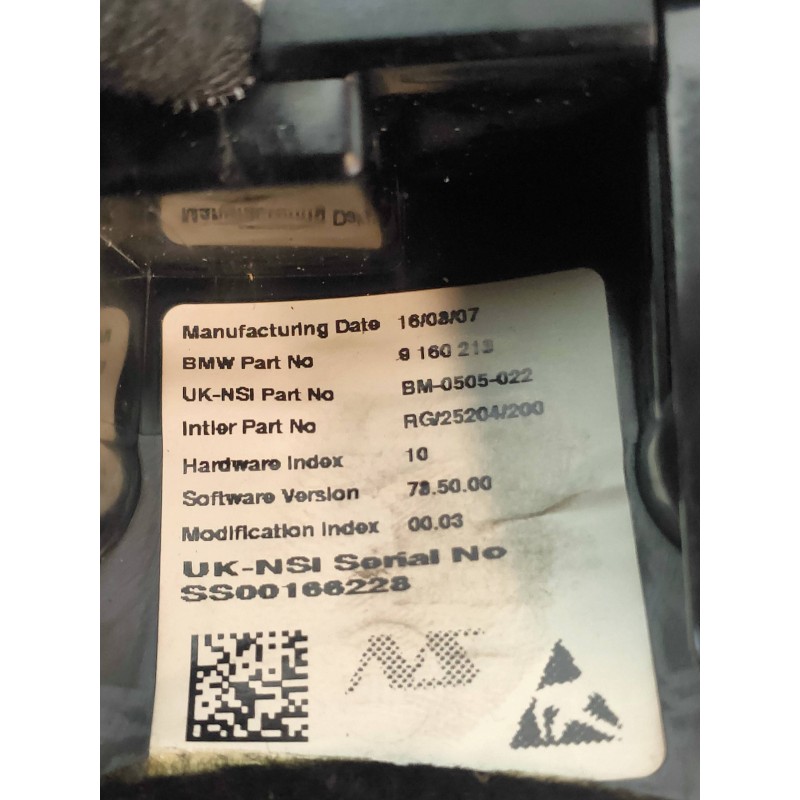 Manufacturing Date 16/08/07
BMW Part No 9 160 213
UK-NSI Part No BM-0505-022
Intier Part No RG/25204/200
Hardware Index 10
Software Version 78.50.00
Modification Index 00.03
UK-NSI Serial No
SS00166228
NS